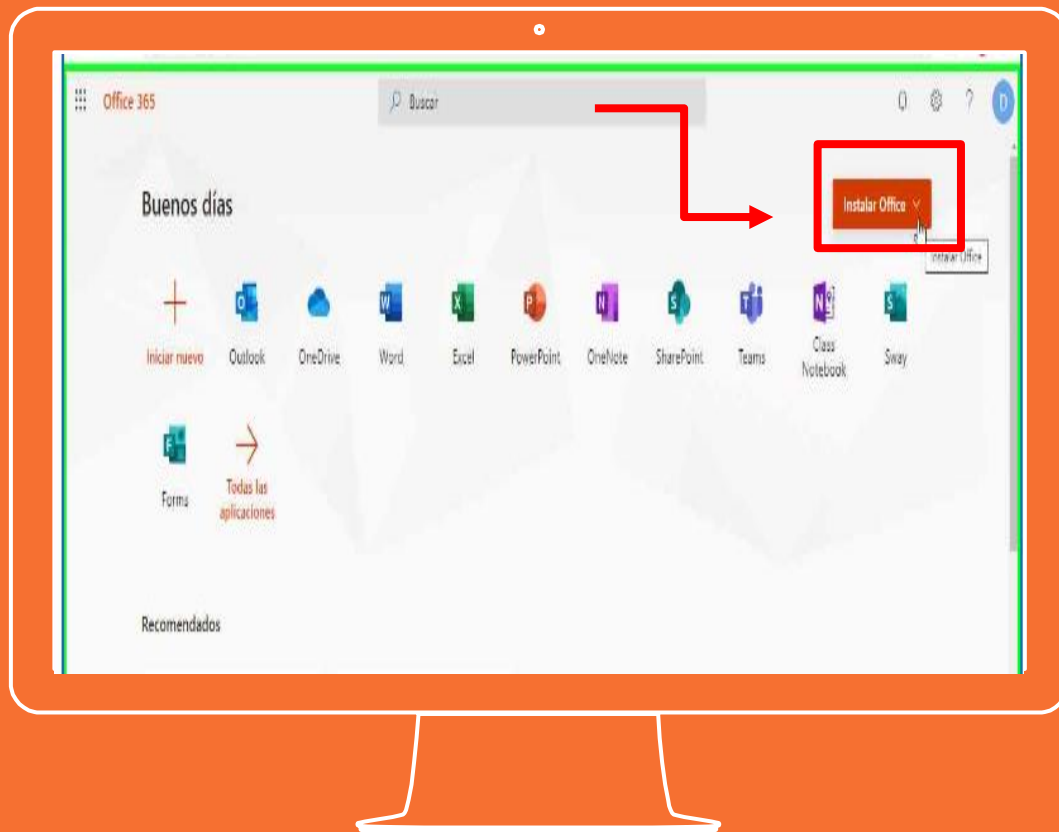 Office 365
Buscar
?
D
Buenos días
Instalar Office
Instalar Office
Iniciar nuevo
Outlook
OneDrive
Word
Excel
PowerPoint
OneNote
SharePoint
Teams
Class
Notebook
Sway
Forms
Todas las
aplicaciones
Recomendados